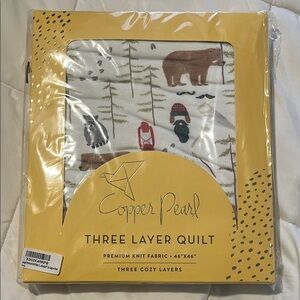 Copper Pearl
THREE LAYER QUILT
PREMIUM KNIT FABRIC • 46"X46"
THREE COZY LAYERS